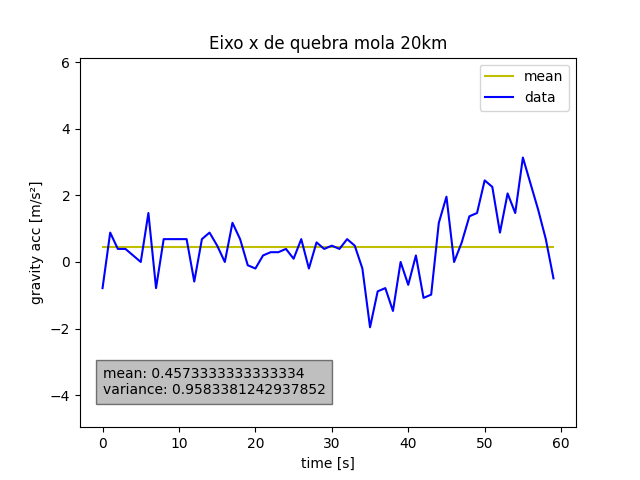 Eixo x de quebra mola 20km
mean
data
6
4
2
0
−2
−4
gravity acc [m/s²]
mean: 0.4573333333333334
variance: 0.9583381242937852
0 10 20 30 40 50 60
time [s]